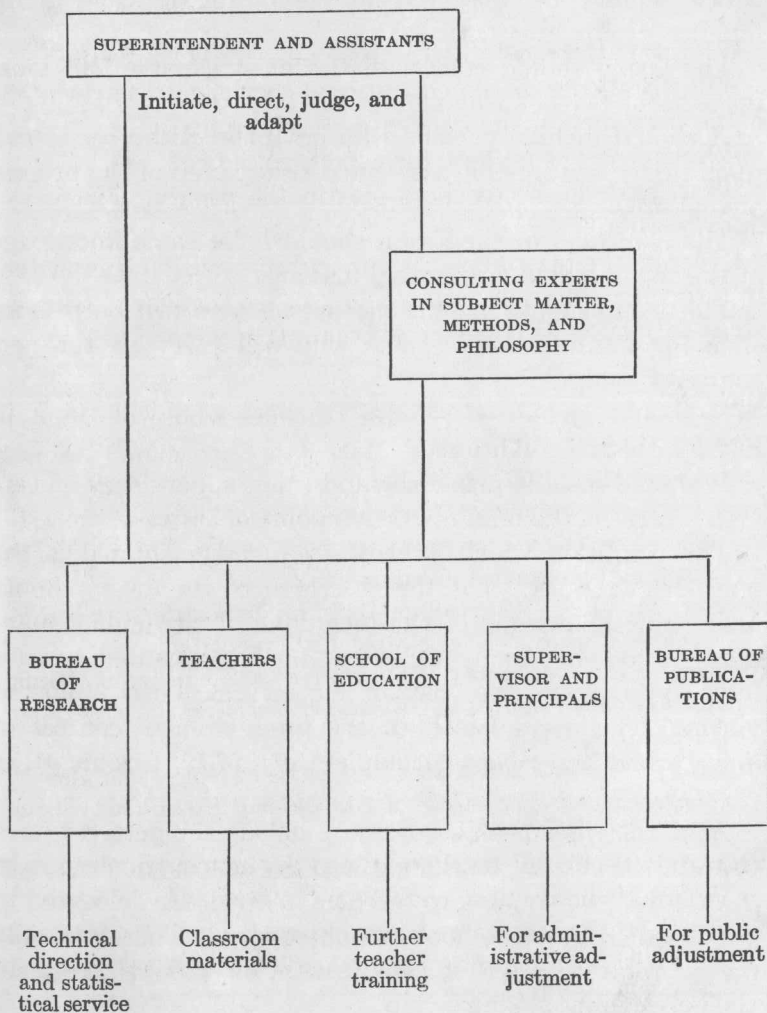 SUPERINTENDENT AND ASSISTANTS
Initiate, direct, judge, and
adapt
CONSULTING EXPERTS
IN SUBJECT MATTER,
METHODS, AND
PHILOSOPHY
BUREAU
OF
RESEARCH
TEACHERS
SCHOOL OF
EDUCATION
SUPER-
VISOR AND
PRINCIPALS
BUREAU OF
PUBLICA-
TIONS
Technical
direction
and statis-
tical service
Classroom
materials
Further
teacher
training
For admin-
istrative ad-
justment
For public
adjustment